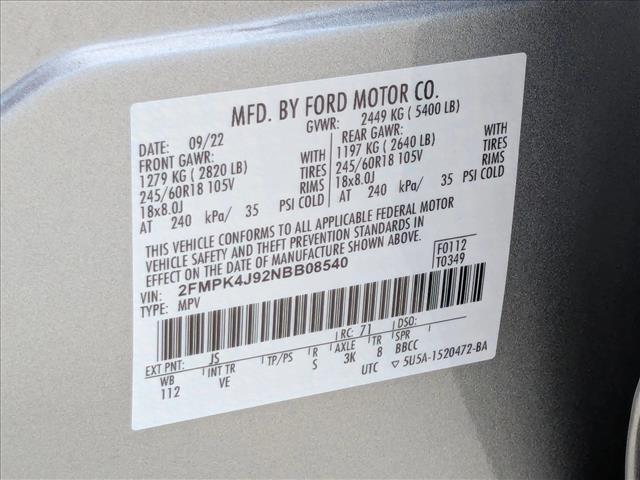 MFD. BY FORD MOTOR CO.
DATE: 09/22 GVWR: 2449 KG ( 5400 LB)
FRONT GAWR: REAR GAWR:
1279 KG ( 2820 LB) WITH 1197 KG ( 2640 LB) WITH
245/60R18 105V TIRES 245/60R18 105V TIRES
18x8.0J RIMS 18x8.0J RIMS
AT 240 kPa/ 35 PSI COLD AT 240 kPa/ 35 PSI COLD
THIS VEHICLE CONFORMS TO ALL APPLICABLE FEDERAL MOTOR
VEHICLE SAFETY AND THEFT PREVENTION STANDARDS IN
EFFECT ON THE DATE OF MANUFACTURE SHOWN ABOVE.
VIN: 2FMPK4J92NBB08540 F0112
TYPE: MPV T0349
EXT PNT: JS RC: 71 DSO:
WB INT TR TP/PS R AXLE TR SPR
112 VE S 3K 8 BBCC
UTC ▽ 5U5A-1520472-BA